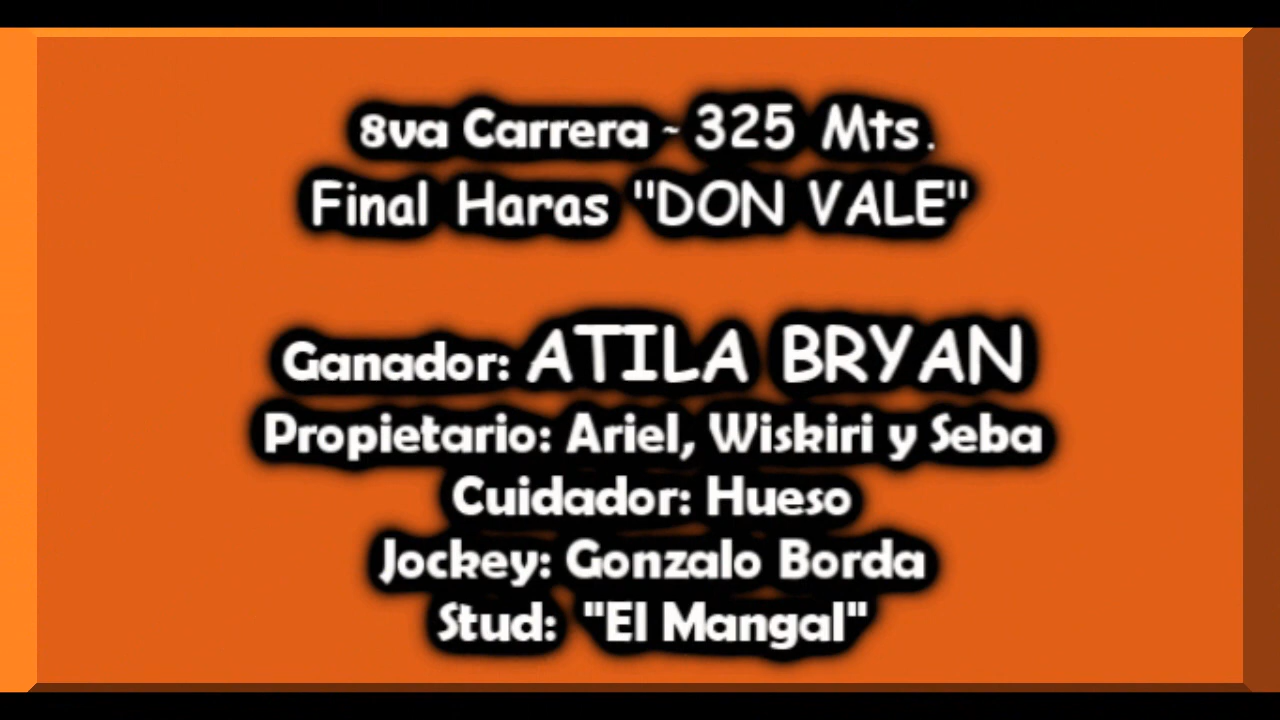 8va Carrera - 325 Mts.
Final Haras "DON VALE"
Ganador: ATILA BRYAN
Propietario: Ariel, Wiskiri y Seba
Cuidador: Hueso
Jockey: Gonzalo Borda
Stud: "El Mangal"